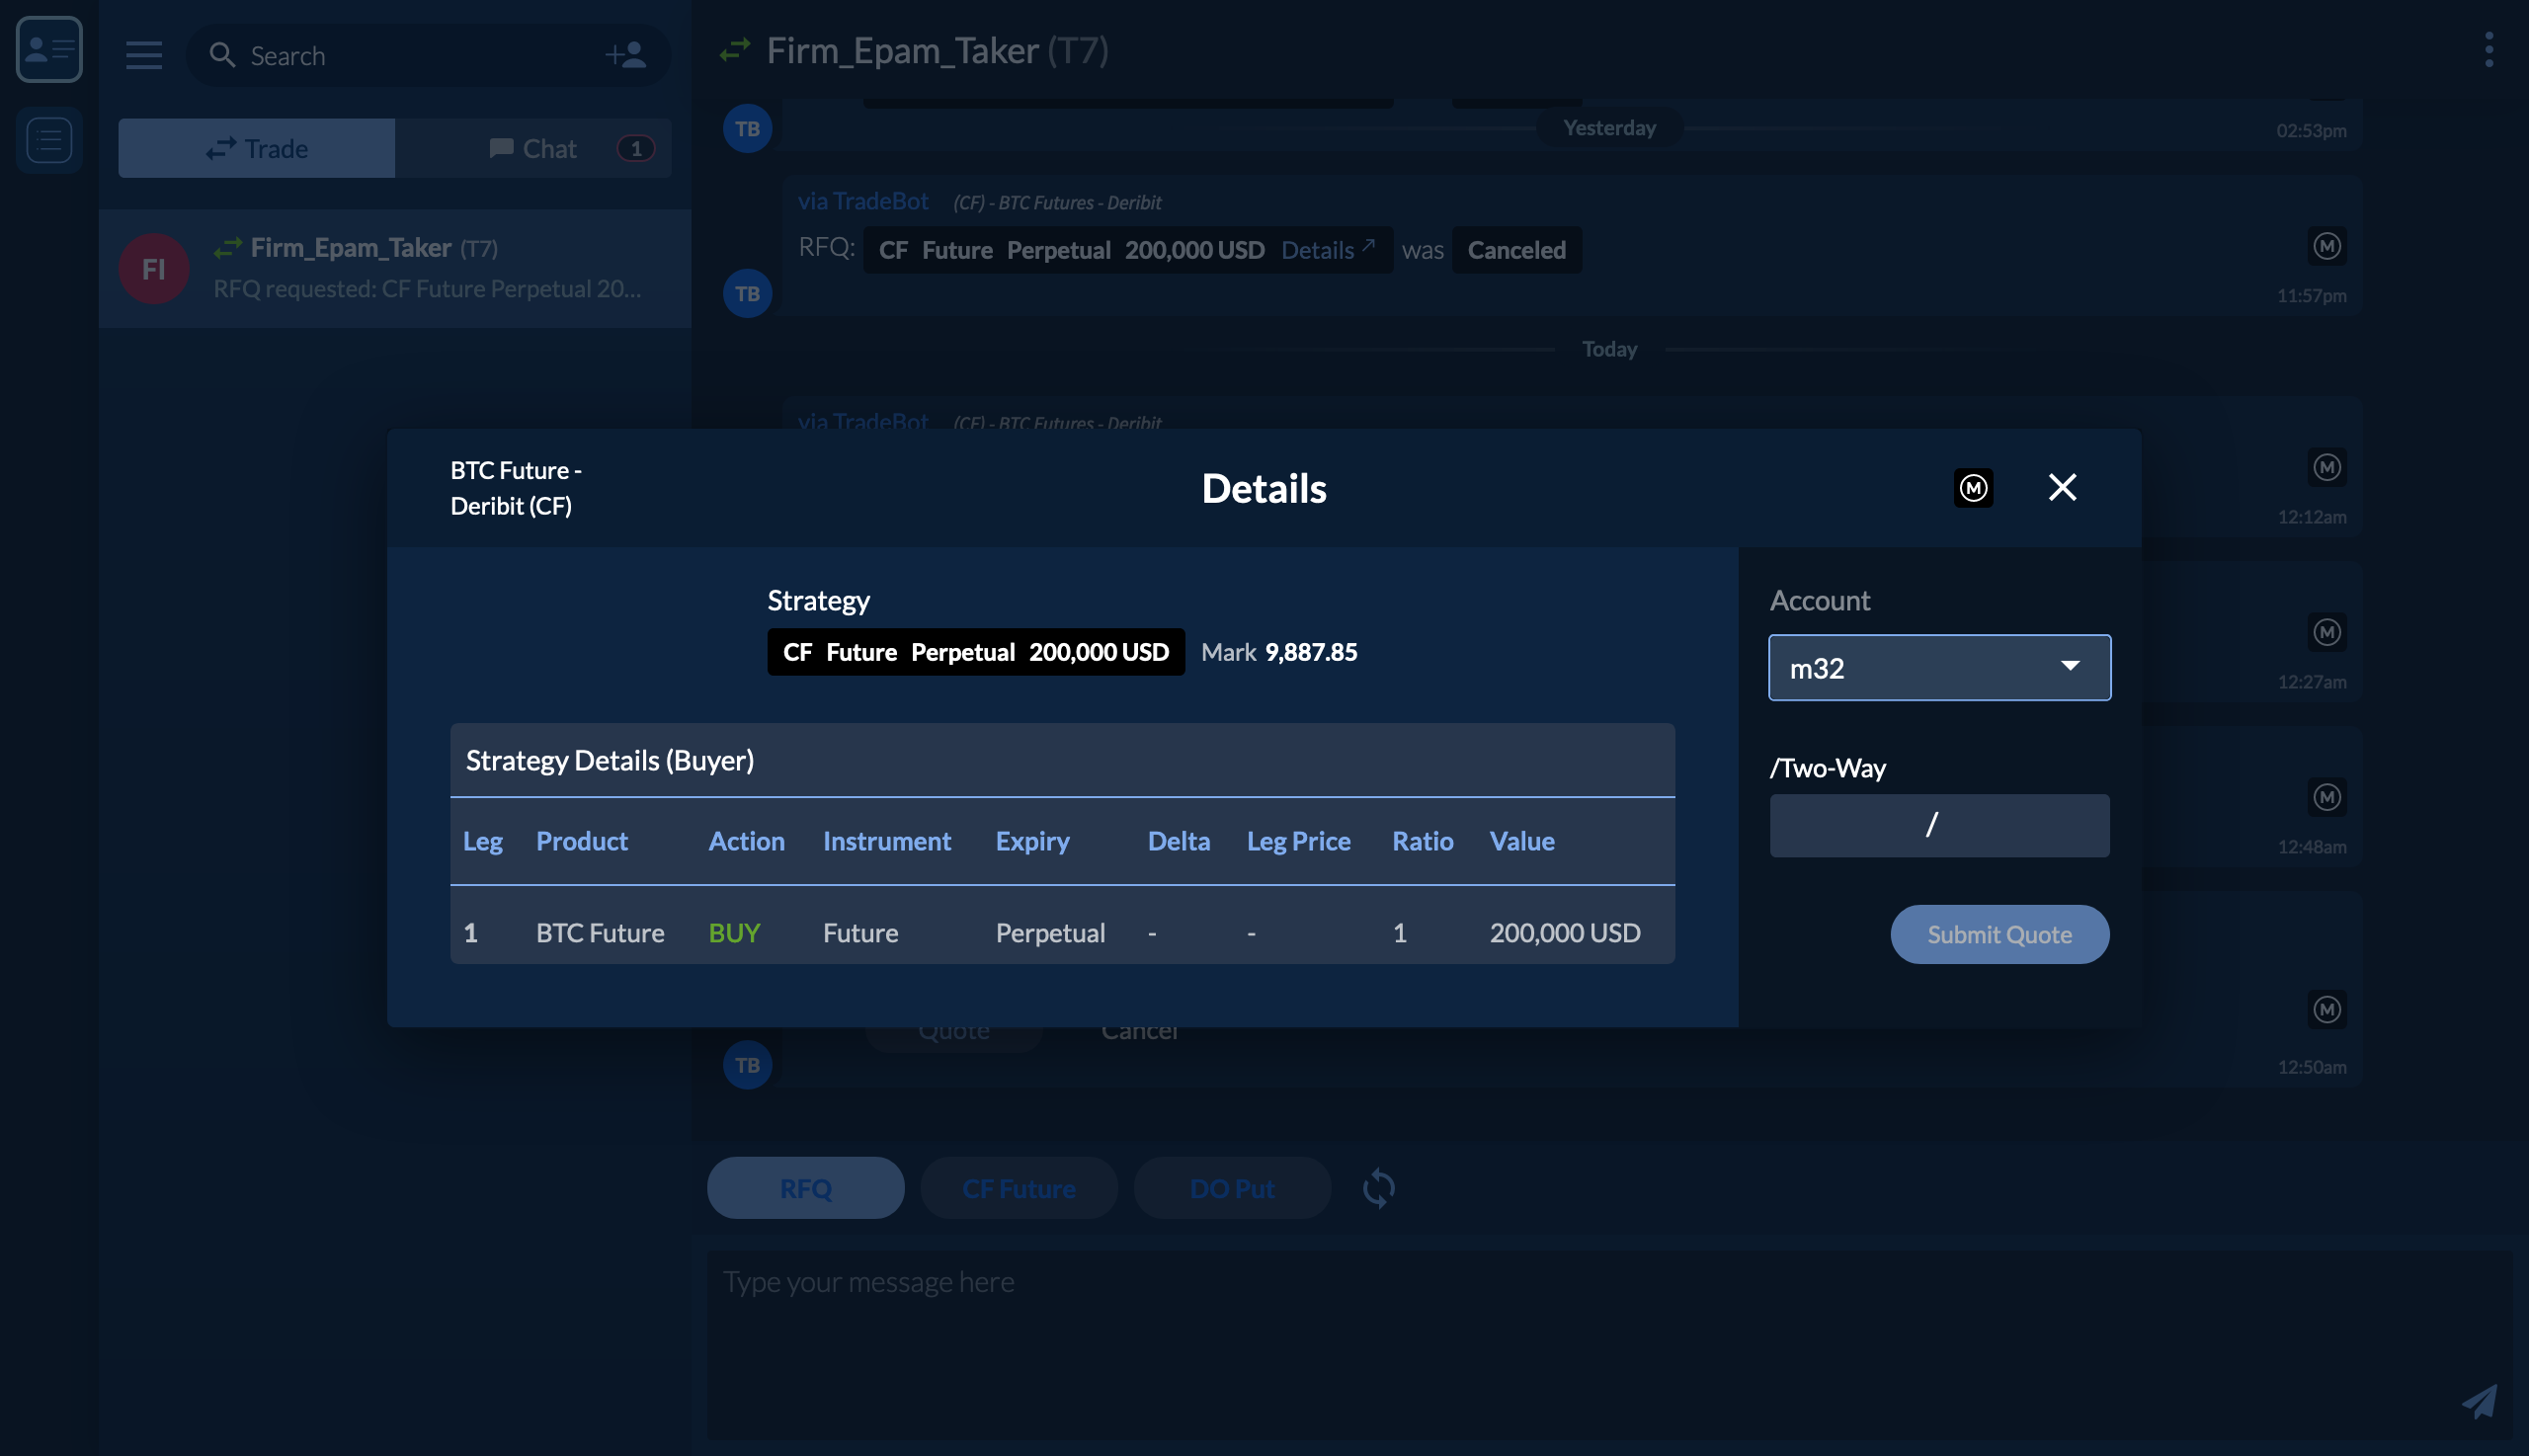 Search
Trade
Chat
1
FI
Firm_Epam_Taker (T7)
RFQ requested: CF Future Perpetual 20...
Firm_Epam_Taker (T7)
TB
Yesterday
02:53pm
via TradeBot (CF) - BTC Futures - Deribit
RFQ: CF Future Perpetual 200,000 USD Details was Canceled
M
TB
11:57pm
Today
via TradeBot (CF) - BTC Futures - Deribit
M
12:12am
M
12:27am
M
12:48am
M
BTC Future -
Deribit (CF)
Details
M
Strategy
CF Future Perpetual 200,000 USD Mark 9,887.85
Strategy Details (Buyer)
Leg Product Action Instrument Expiry Delta Leg Price Ratio Value
1 BTC Future BUY Future Perpetual - - 1 200,000 USD
Account
m32
/Two-Way
/
Submit Quote
Quote Cancel
TB
12:50am
RFQ
CF Future
DO Put
Type your message here